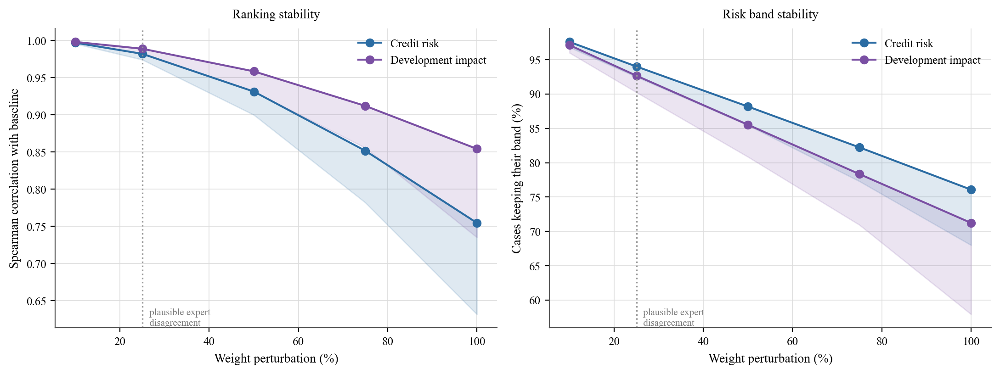 Ranking stability
Spearman correlation with baseline
1.00
0.95
0.90
0.85
0.80
0.75
0.70
0.65
Credit risk
Development impact
plausible expert
disagreement
20 40 60 80 100
Weight perturbation (%)
Risk band stability
Cases keeping their band (%)
95
90
85
80
75
70
65
60
Credit risk
Development impact
plausible expert
disagreement
20 40 60 80 100
Weight perturbation (%)